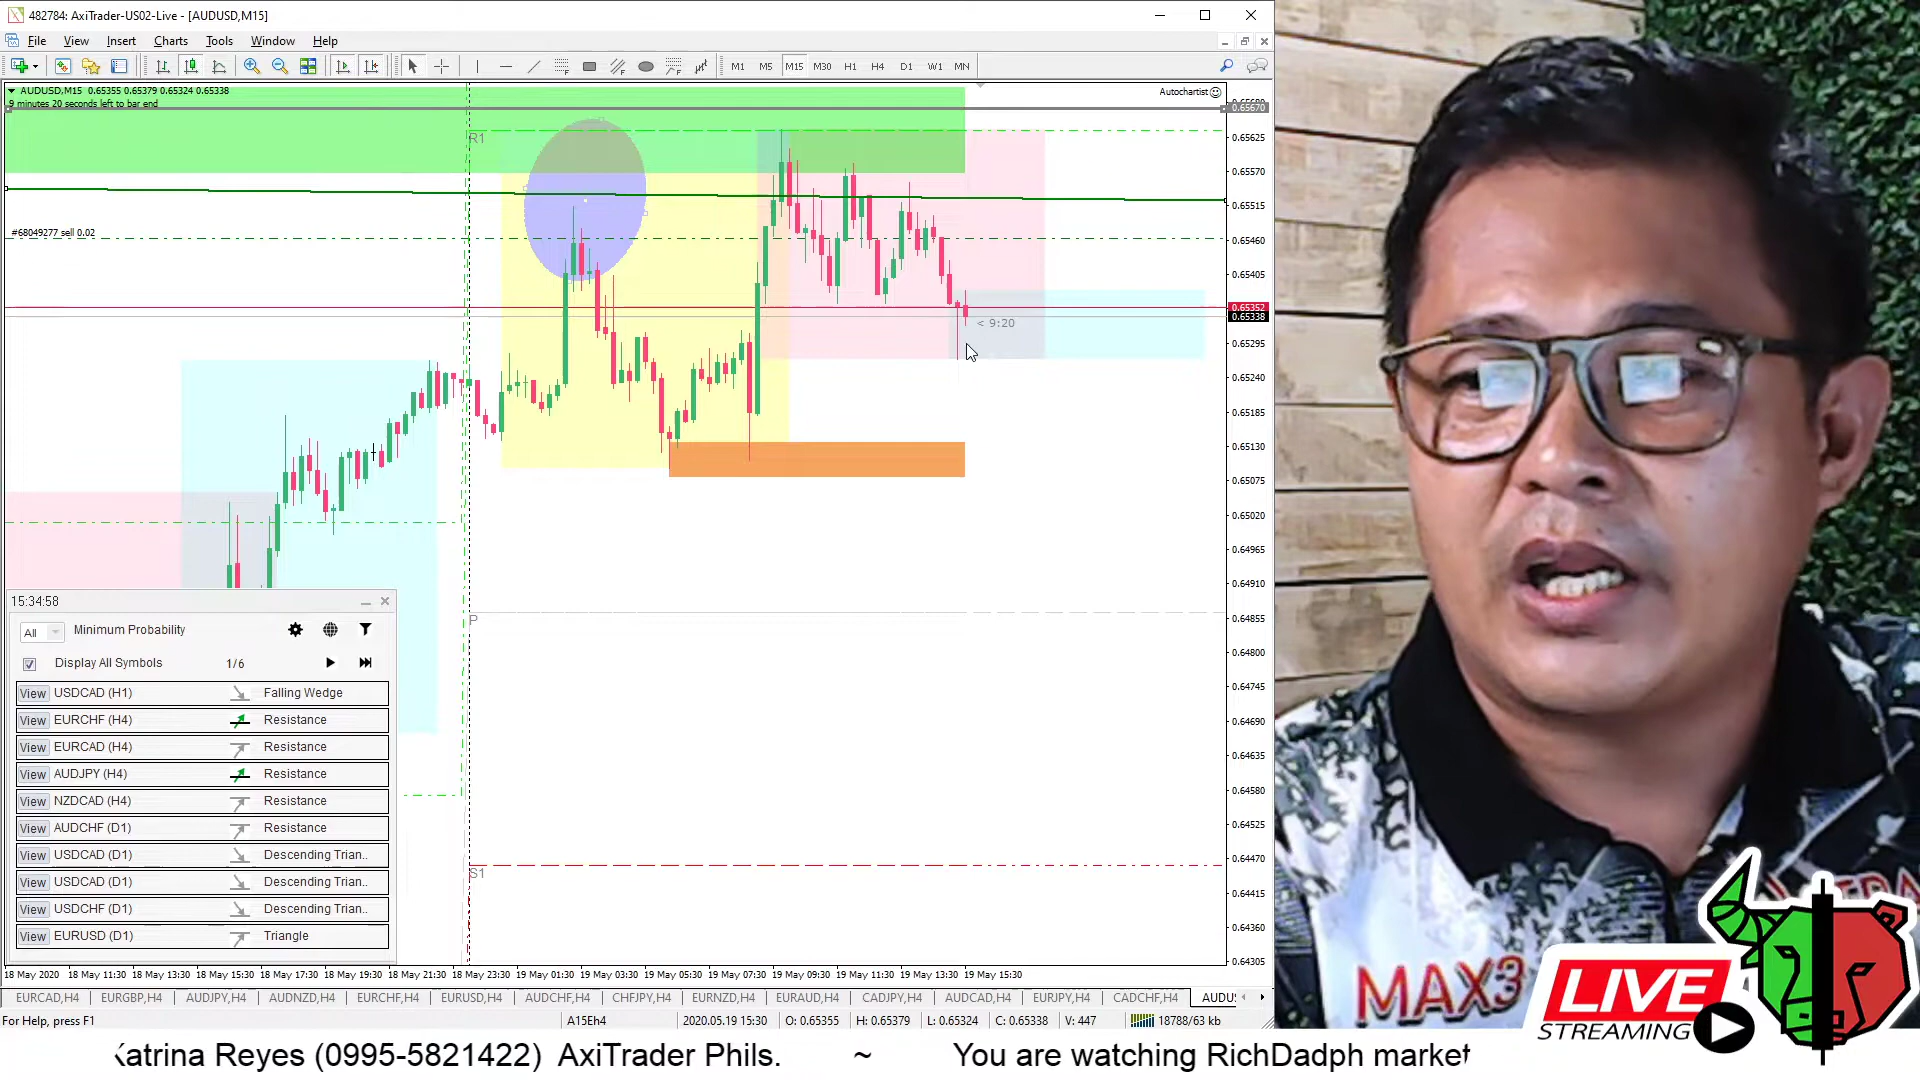 482784: AxiTrader-US02-Live - [AUDUSD,M15]
File View Insert Charts Tools Window Help
M1 M5 M15 M30 H1 H4 D1 W1 MN
AUDUSD,M15 0.65355 0.65379 0.65324 0.65338
9 minutes 20 seconds left to bar end
Autochartist
0.65670
R1
0.65625
0.65570
0.65515
#68049277 sell 0.02
0.65460
0.65405
0.65352
0.65338
< 9:20
0.65295
0.65240
0.65185
0.65130
0.65075
0.65020
0.64965
0.64910
0.64855
P
0.64800
0.64745
0.64690
0.64635
0.64580
0.64525
0.64470
S1
0.64415
0.64360
0.64305
15:34:58
All Minimum Probability
Display All Symbols 1/6
View USDCAD (H1) Falling Wedge
View EURCHF (H4) Resistance
View EURCAD (H4) Resistance
View AUDJPY (H4) Resistance
View NZDCAD (H4) Resistance
View AUDCHF (D1) Resistance
View USDCAD (D1) Descending Trian..
View USDCAD (D1) Descending Trian..
View USDCHF (D1) Descending Trian..
View EURUSD (D1) Triangle
18 May 2020 18 May 11:30 18 May 13:30 18 May 15:30 18 May 17:30 18 May 19:30 18 May 21:30 18 May 23:30 19 May 01:30 19 May 03:30 19 May 05:30 19 May 07:30 19 May 09:30 19 May 11:30 19 May 13:30 19 May 15:30
EURCAD,H4 EURGBP,H4 AUDJPY,H4 AUDNZD,H4 EURCHF,H4 EURUSD,H4 AUDCHF,H4 CHFJPY,H4 EURNZD,H4 EURAUD,H4 CADJPY,H4 AUDCAD,H4 EURJPY,H4 CADCHF,H4 AUDUS
For Help, press F1 A15Eh4 2020.05.19 15:30 O: 0.65355 H: 0.65379 L: 0.65324 C: 0.65338 V: 447 18788/63 kb
MAX3
LIVE
STREAMING
Katrina Reyes (0995-5821422) AxiTrader Phils. ~ You are watching RichDadph market